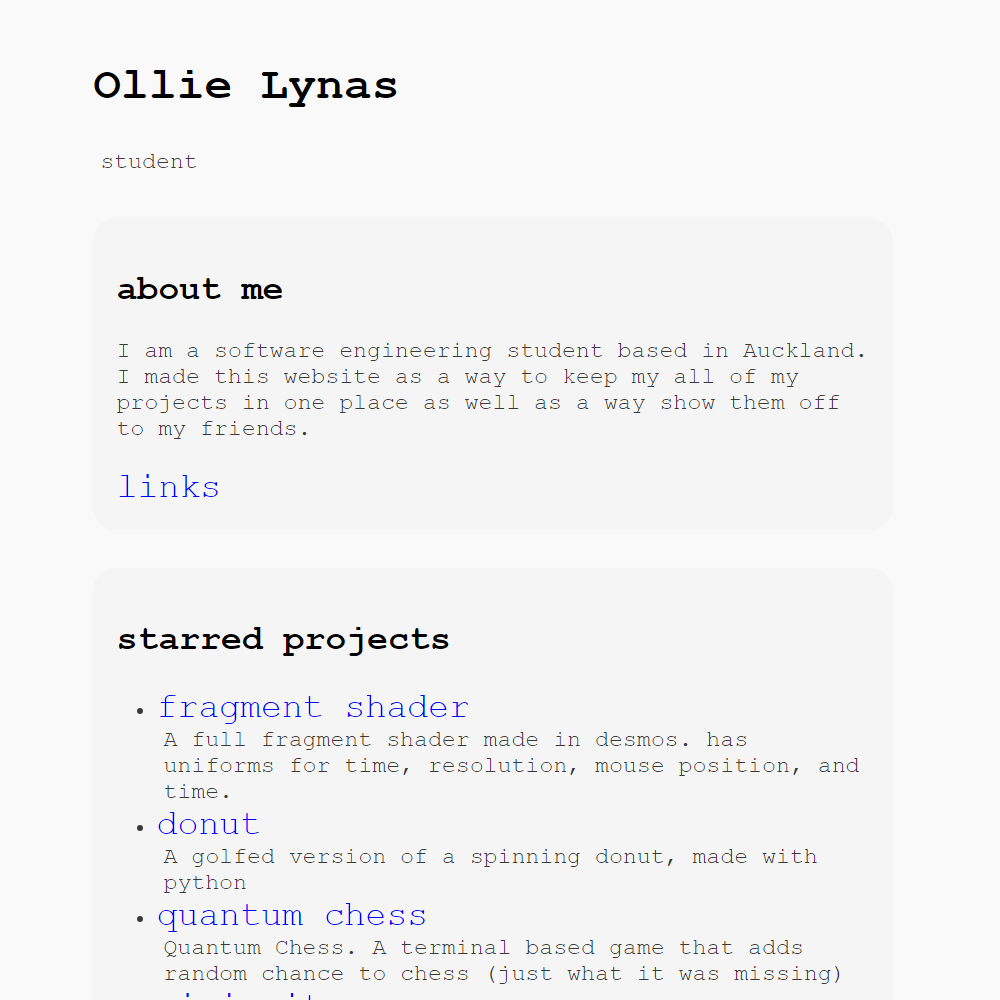 Ollie Lynas
student
about me
I am a software engineering student based in Auckland.
I made this website as a way to keep my all of my
projects in one place as well as a way show them off
to my friends.
links
starred projects
fragment shader
A full fragment shader made in desmos. has
uniforms for time, resolution, mouse position, and
time.
donut
A golfed version of a spinning donut, made with
python
quantum chess
Quantum Chess. A terminal based game that adds
random chance to chess (just what it was missing)